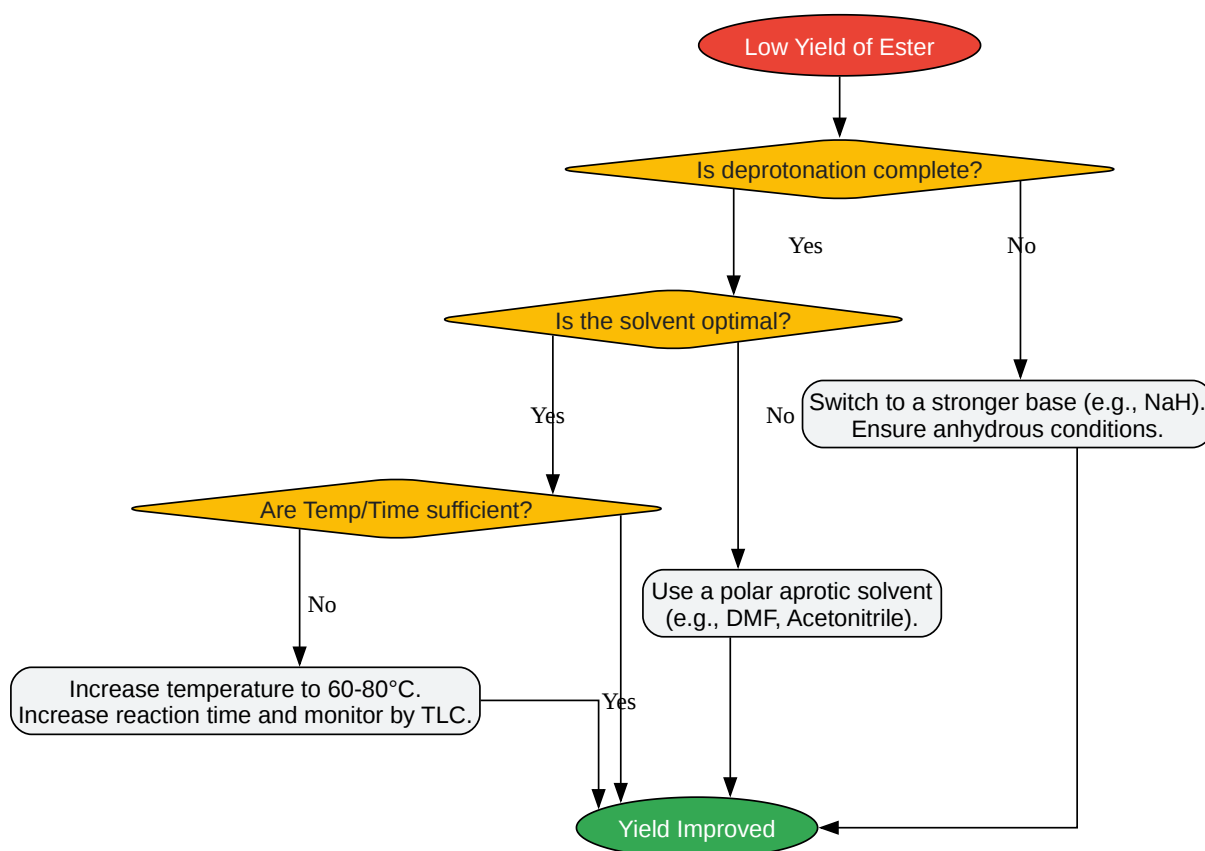 Low Yield of Ester
Is deprotonation complete?
Yes
No
Is the solvent optimal?
Switch to a stronger base (e.g., NaH).
Ensure anhydrous conditions.
Yes
No
Are Temp/Time sufficient?
Use a polar aprotic solvent
(e.g., DMF, Acetonitrile).
No
Increase temperature to 60-80°C.
Increase reaction time and monitor by TLC.
Yes
Yield Improved